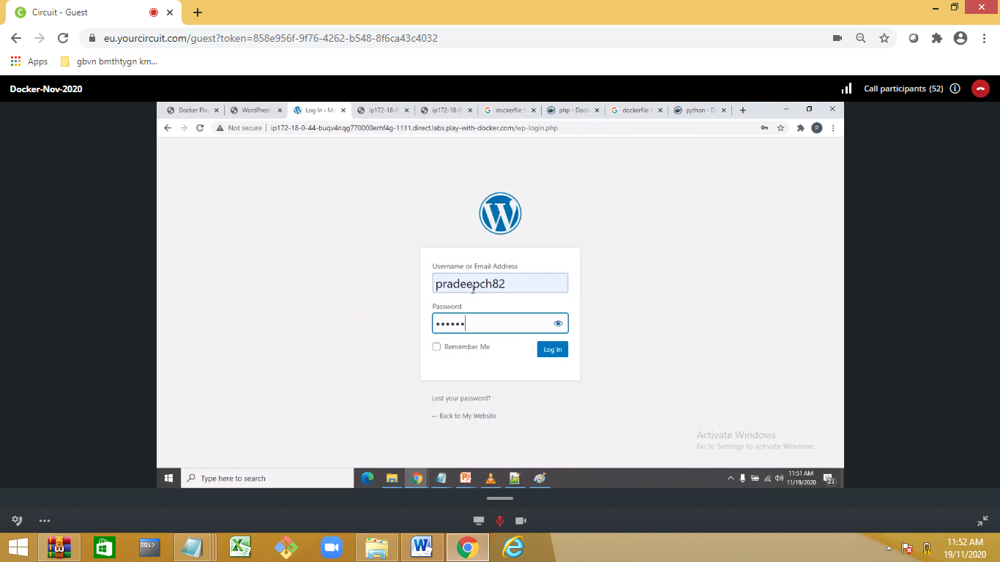 Circuit - Guest
eu.yourcircuit.com/guest?token=858e956f-9f76-4262-b548-8f6ca43c4032
Apps
gbvn bmthtygn km...
Docker-Nov-2020
Call participants (52)
Docker Pla
WordPress
Log In ‹ My
ip172-18-0
ip172-18-0
dockerfile f
php - Dock
dockerfile f
python - D
Not secure
ip172-18-0-44-buqv4nqg770000erhf4g-1111.direct.labs.play-with-docker.com/wp-login.php
P
Username or Email Address
pradeepch82
Password
Remember Me
Log In
Lost your password?
← Back to My Website
Activate Windows
Go to Settings to activate Windows.
Type here to search
11:51 AM
11/19/2020
23
SQL>
11:52 AM
19/11/2020